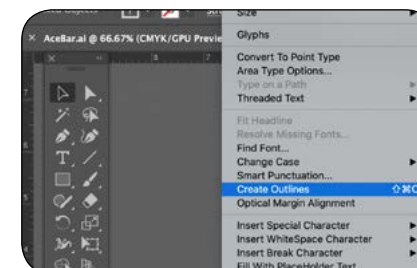 Size
Glyphs
× AceBar.ai @ 66.67% (CMYK/GPU Previe
Convert To Point Type
Area Type Options...
Type on a Path
Threaded Text
Fit Headline
Resolve Missing Fonts...
Find Font...
Change Case
Smart Punctuation...
Create Outlines ⇧⌘O
Optical Margin Alignment
Insert Special Character
Insert WhiteSpace Character
Insert Break Character
Fill With PlaceHolder Text